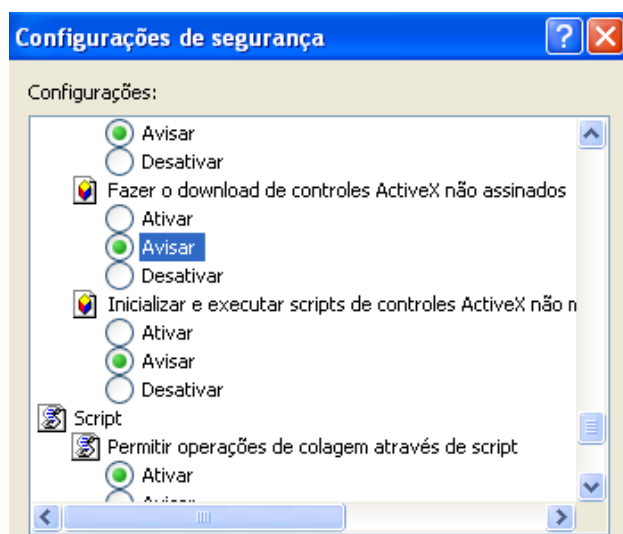 Configurações de segurança
Configurações:
Avisar
Desativar
Fazer o download de controles ActiveX não assinados
Ativar
Avisar
Desativar
Inicializar e executar scripts de controles ActiveX não n
Ativar
Avisar
Desativar
Script
Permitir operações de colagem através de script
Ativar